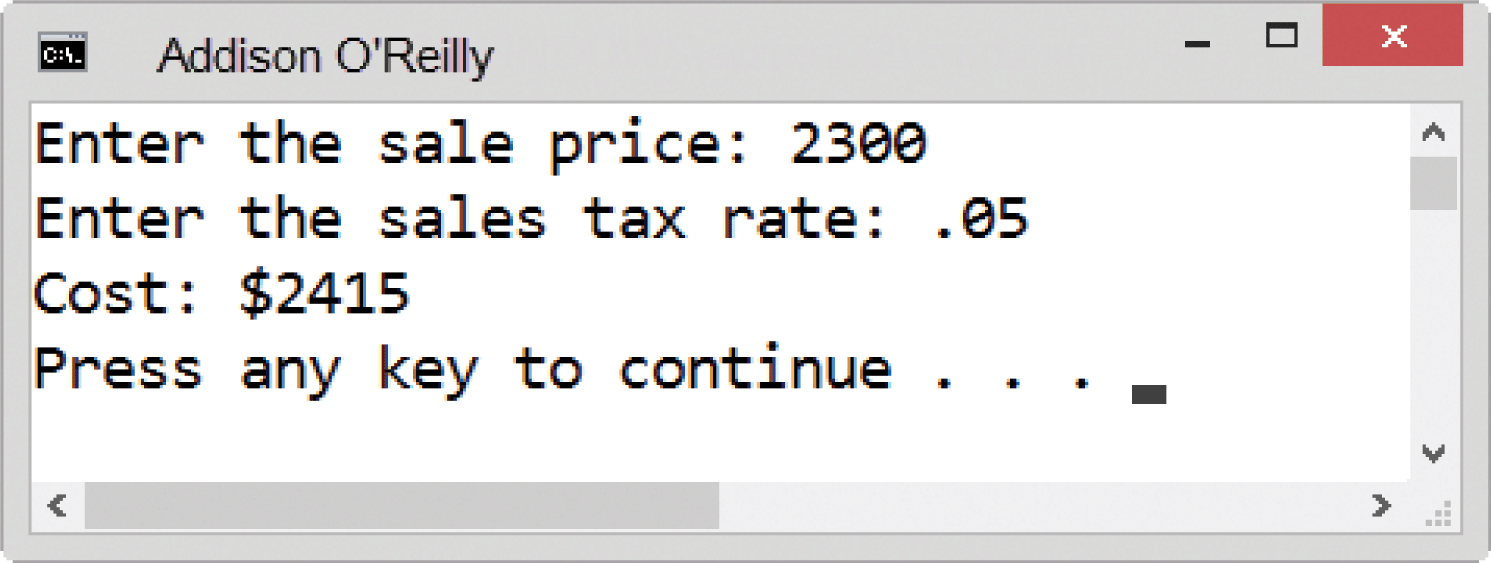 C:\.
Addison O'Reilly
Enter the sale price: 2300
Enter the sales tax rate: .05
Cost: $2415
Press any key to continue . . .